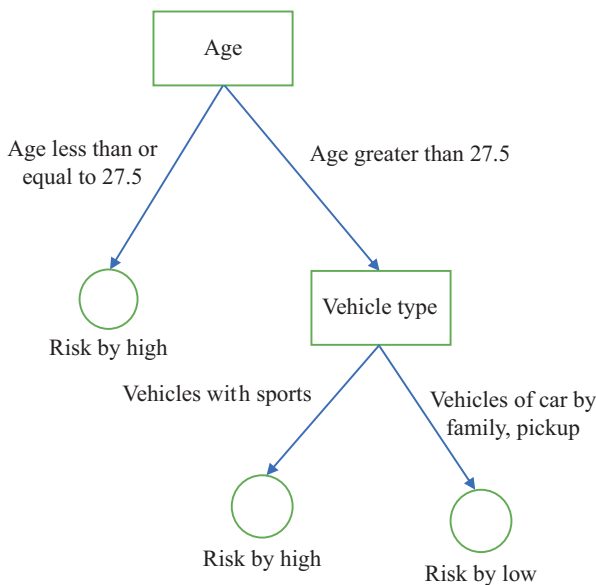 Age
Age less than or
equal to 27.5
Age greater than 27.5
Risk by high
Vehicle type
Vehicles with sports
Vehicles of car by
family, pickup
Risk by high
Risk by low